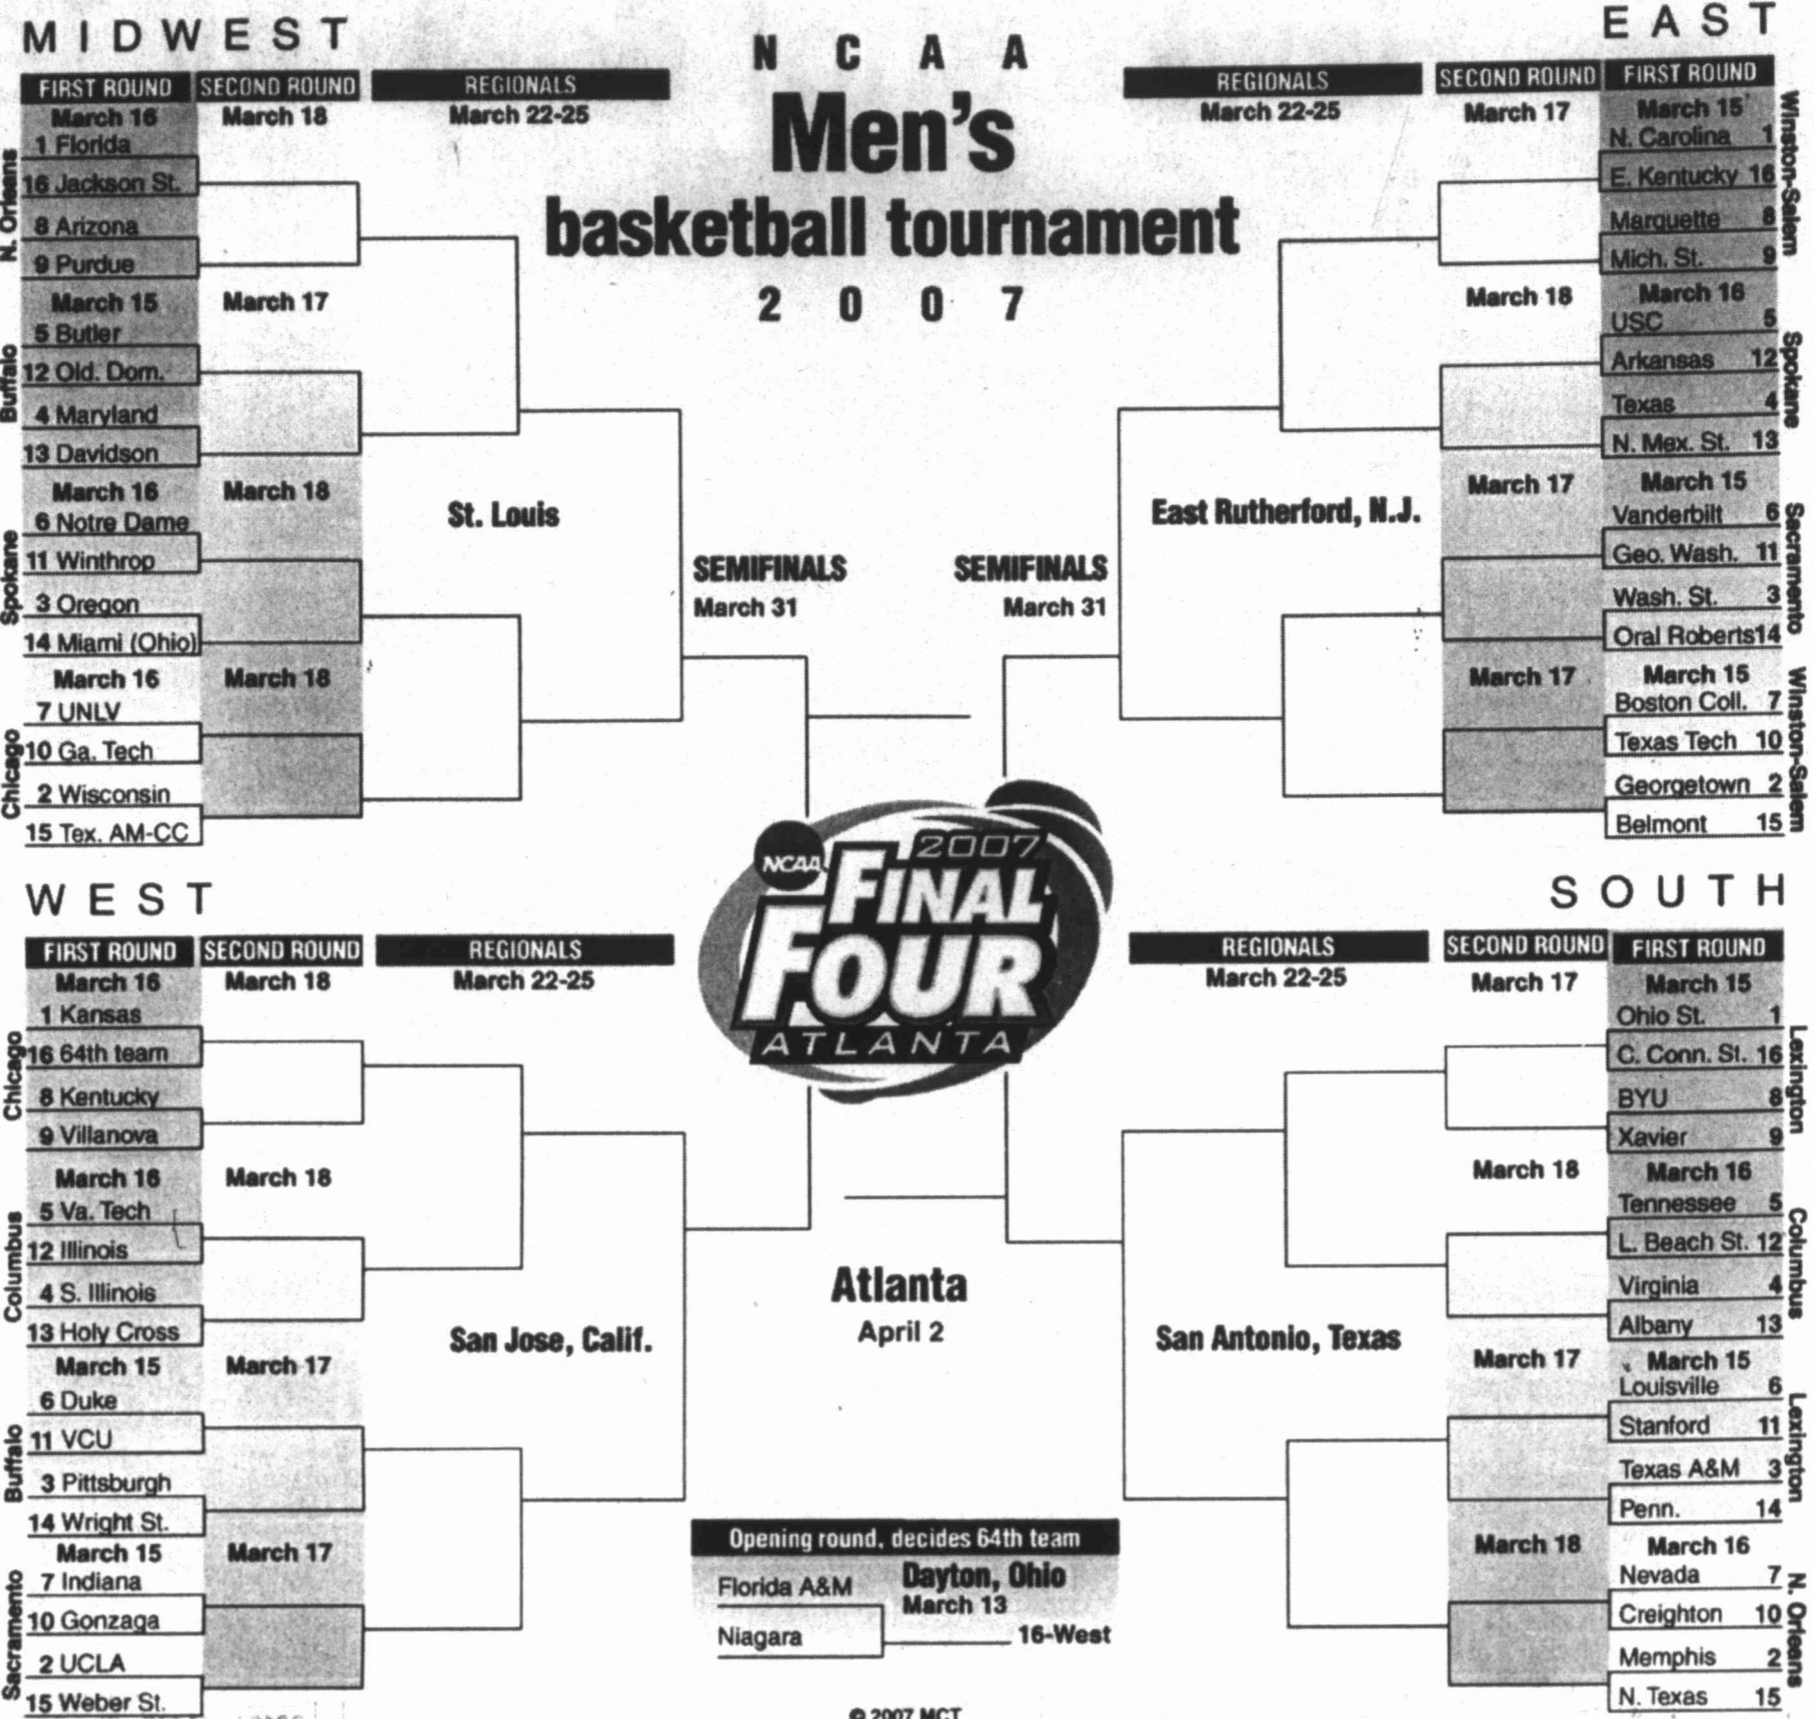 NCAA
Men's
basketball tournament
2007
MIDWEST
FIRST ROUND SECOND ROUND REGIONALS
March 16 March 18 March 22-25
N. Orleans
1 Florida
16 Jackson St.
8 Arizona
9 Purdue
March 15 March 17
Buffalo
5 Butler
12 Old. Dom.
4 Maryland
13 Davidson
March 16 March 18
Spokane
6 Notre Dame
11 Winthrop
3 Oregon
14 Miami (Ohio)
March 16 March 18
Chicago
7 UNLV
10 Ga. Tech
2 Wisconsin
15 Tex. AM-CC
St. Louis
SEMIFINALS
March 31
EAST
REGIONALS SECOND ROUND FIRST ROUND
March 22-25 March 17 March 15
Winston-Salem
N. Carolina 1
E. Kentucky 16
Marquette 8
Mich. St. 9
March 18 March 16
Spokane
USC 5
Arkansas 12
Texas 4
N. Mex. St. 13
March 17 March 15
Sacramento
Vanderbilt 6
Geo. Wash. 11
Wash. St. 3
Oral Roberts 14
March 17 March 15
Winston-Salem
Boston Coll. 7
Texas Tech 10
Georgetown 2
Belmont 15
East Rutherford, N.J.
SEMIFINALS
March 31
NCAA
2007
FINAL
FOUR
ATLANTA
WEST
FIRST ROUND SECOND ROUND REGIONALS
March 16 March 18 March 22-25
Chicago
1 Kansas
16 64th team
8 Kentucky
9 Villanova
March 16 March 18
Columbus
5 Va. Tech
12 Illinois
4 S. Illinois
13 Holy Cross
March 15 March 17
Buffalo
6 Duke
11 VCU
3 Pittsburgh
14 Wright St.
March 15 March 17
Sacramento
7 Indiana
10 Gonzaga
2 UCLA
15 Weber St.
San Jose, Calif.
Atlanta
April 2
SOUTH
REGIONALS SECOND ROUND FIRST ROUND
March 22-25 March 17 March 15
Lexington
Ohio St. 1
C. Conn. St. 16
BYU 8
Xavier 9
March 18 March 16
Columbus
Tennessee 5
L. Beach St. 12
Virginia 4
Albany 13
March 17 March 15
Lexington
Louisville 6
Stanford 11
Texas A&M 3
Penn. 14
March 18 March 16
N. Orleans
Nevada 7
Creighton 10
Memphis 2
N. Texas 15
San Antonio, Texas
Opening round, decides 64th team
Florida A&M Dayton, Ohio
March 13
Niagara 16-West
© 2007 MCT